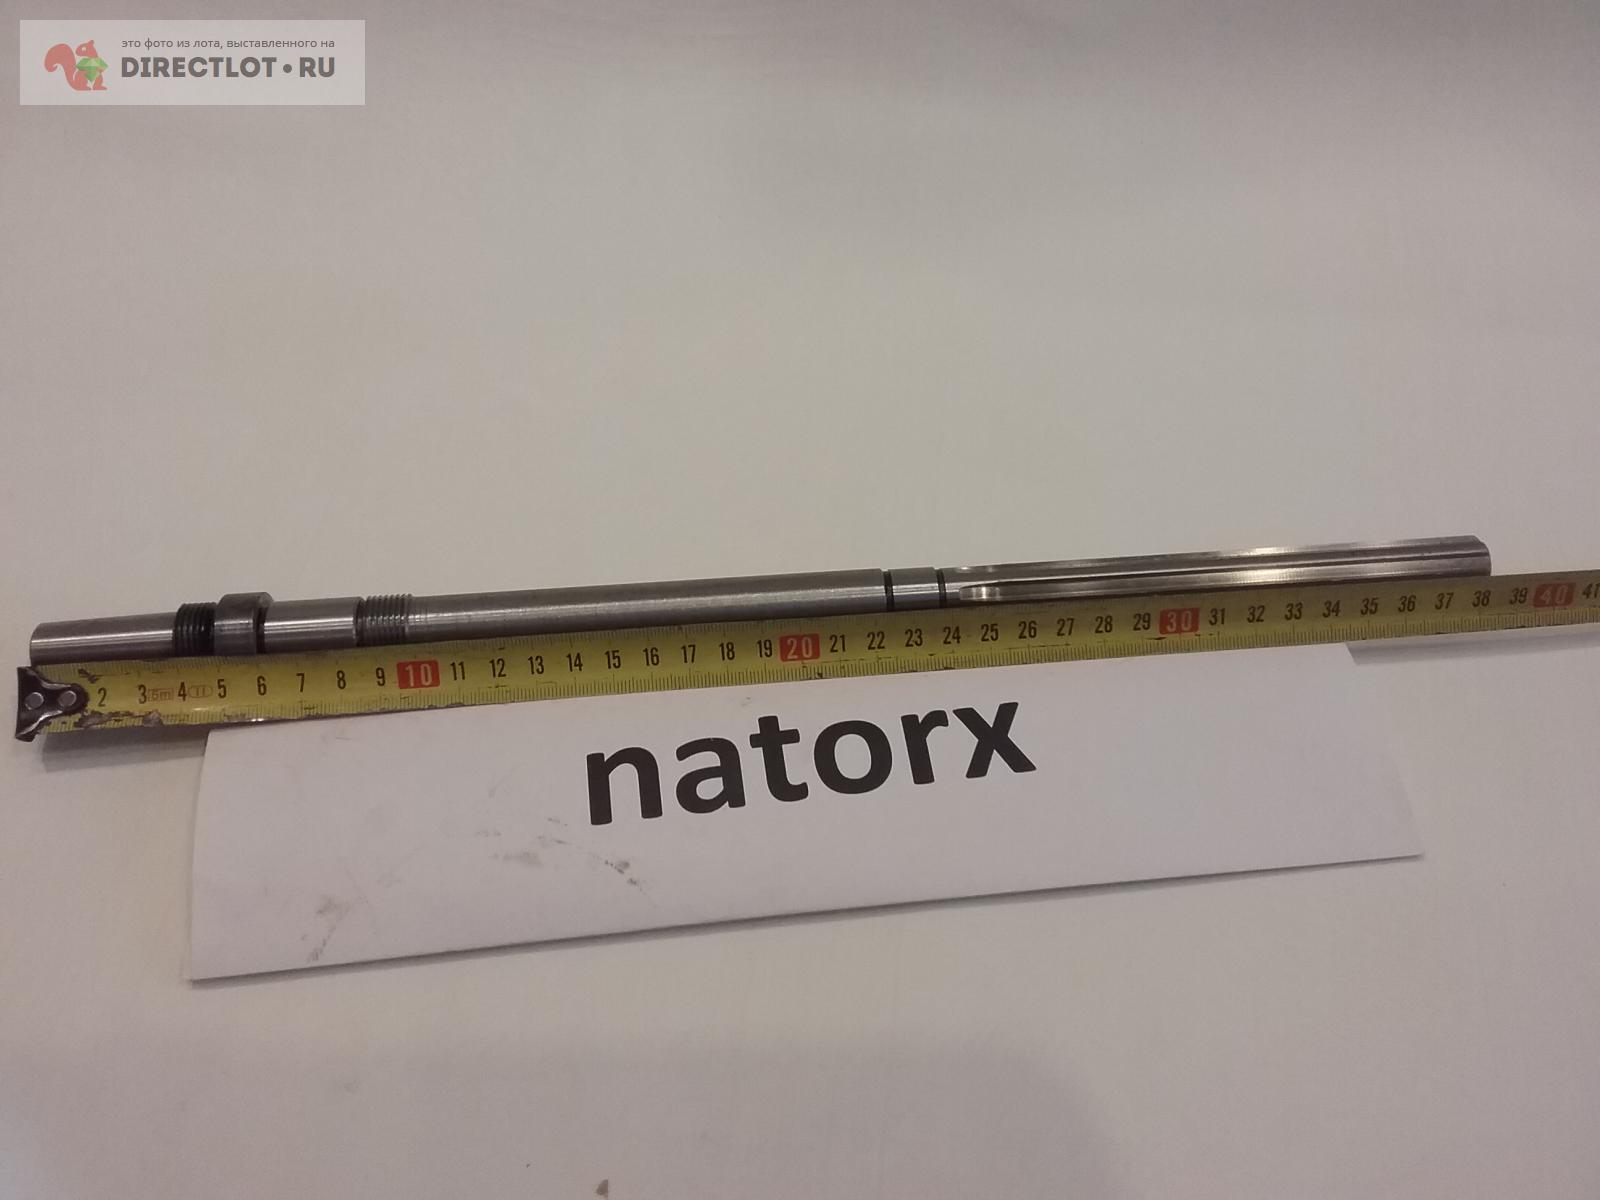 это фото из лота, выставленного на
DIRECTLOT•RU
2 3 5m 4 II 5 6 7 8 9 10 11 12 13 14 15 16 17 18 19 20 21 22 23 24 25 26 27 28 29 30 31 32 33 34 35 36 37 38 39 40 41
natorx